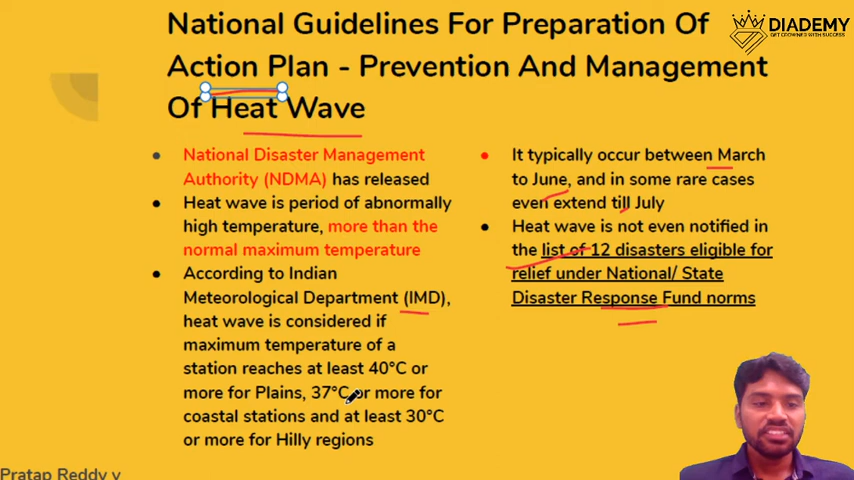 National Guidelines For Preparation Of
Action Plan - Prevention And Management
Of Heat Wave
DIADEMY
GET CROWNED WITH SUCCESS
National Disaster Management
Authority (NDMA) has released
Heat wave is period of abnormally
high temperature, more than the
normal maximum temperature
According to Indian
Meteorological Department (IMD),
heat wave is considered if
maximum temperature of a
station reaches at least 40°C or
more for Plains, 37°C or more for
coastal stations and at least 30°C
or more for Hilly regions
It typically occur between March
to June, and in some rare cases
even extend till July
Heat wave is not even notified in
the list of 12 disasters eligible for
relief under National/ State
Disaster Response Fund norms
Pratap Reddy v